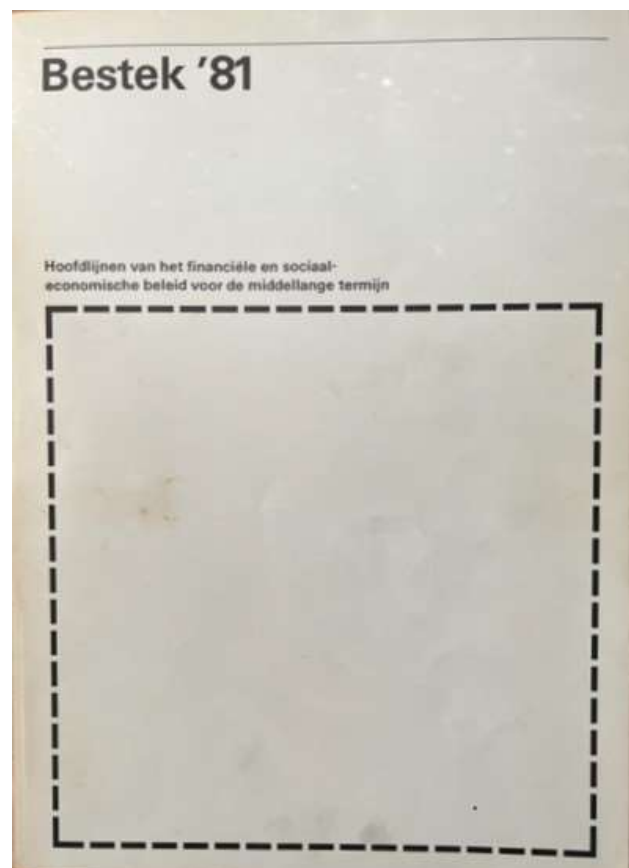 Bestek '81
Hoofdlijnen van het financiële en sociaal-
economische beleid voor de middellange termijn